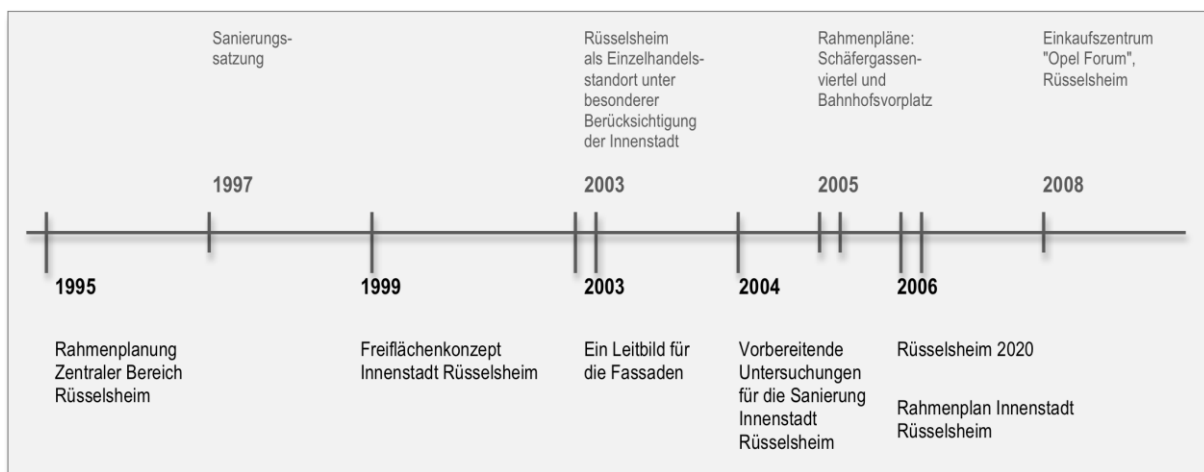 Sanierungs-
satzung
Rüsselsheim
als Einzelhandels-
standort unter
besonderer
Berücksichtigung
der Innenstadt
Rahmenpläne:
Schäfergassen-
viertel und
Bahnhofsvorplatz
Einkaufszentrum
"Opel Forum",
Rüsselsheim
1997
2003
2005
2008
1995
1999
2003
2004
2006
Rahmenplanung
Zentraler Bereich
Rüsselsheim
Freiflächenkonzept
Innenstadt Rüsselsheim
Ein Leitbild für
die Fassaden
Vorbereitende
Untersuchungen
für die Sanierung
Innenstadt
Rüsselsheim
Rüsselsheim 2020
Rahmenplan Innenstadt
Rüsselsheim